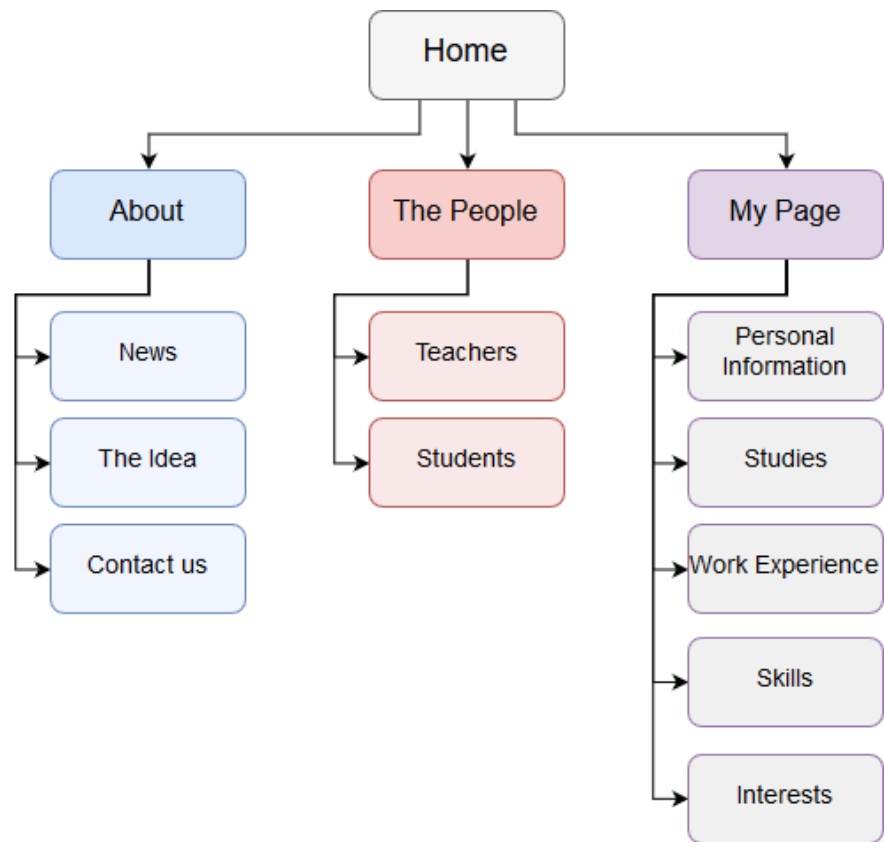 Home
About
The People
My Page
News
The Idea
Contact us
Teachers
Students
Personal
Information
Studies
Work Experience
Skills
Interests